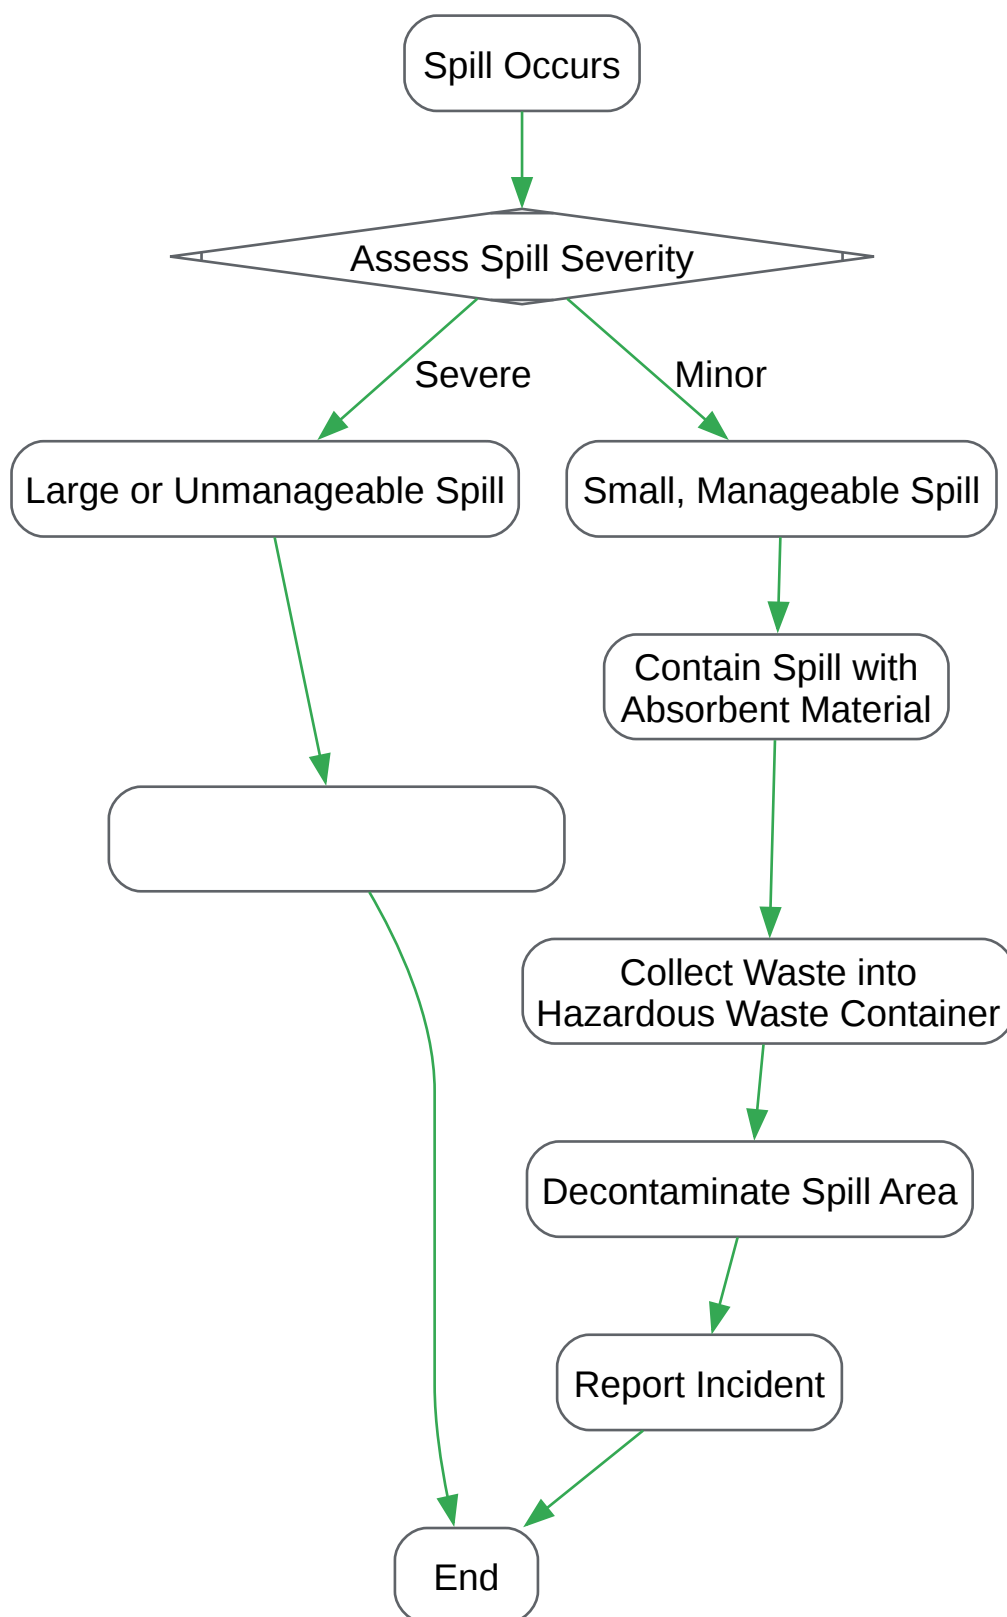 Spill Occurs
Assess Spill Severity
Severe
Minor
Large or Unmanageable Spill
Small, Manageable Spill
Contain Spill with
Absorbent Material
Collect Waste into
Hazardous Waste Container
Decontaminate Spill Area
Report Incident
End